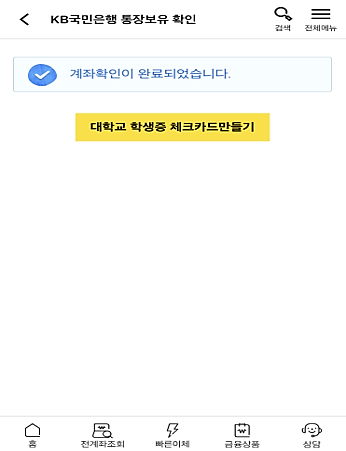 KB국민은행 통장보유 확인
검색
전체메뉴
계좌확인이 완료되었습니다.
대학교 학생증 체크카드만들기
홈
전계좌조회
빠른이체
금융상품
상담